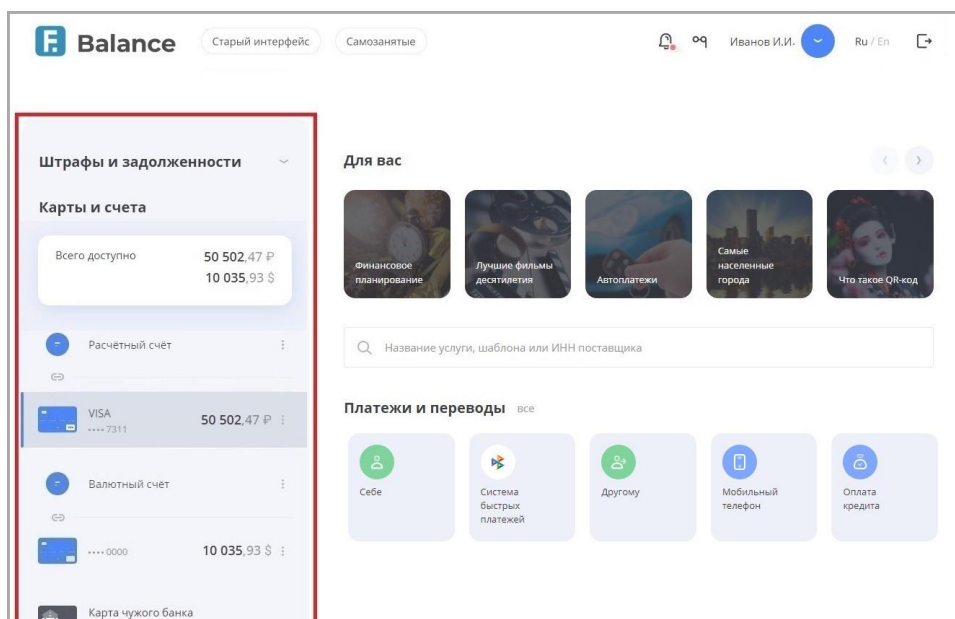 F.
Balance
Старый интерфейс
Самозанятые
Иванов И.И.
Ru / En
Штрафы и задолженности
Карты и счета
Всего доступно
50 502,47 ₽
10 035,93 $
Расчётный счёт
VISA
50 502,47 ₽
•••• 7311
Валютный счёт
•••• 0000
10 035,93 $
Карта чужого банка
Для вас
Финансовое
планирование
Лучшие фильмы
десятилетия
Автоплатежи
Самые
населенные
города
Что такое QR-код
Название услуги, шаблона или ИНН поставщика
Платежи и переводы все
Себе
Система
быстрых
платежей
Другому
Мобильный
телефон
Оплата
кредита